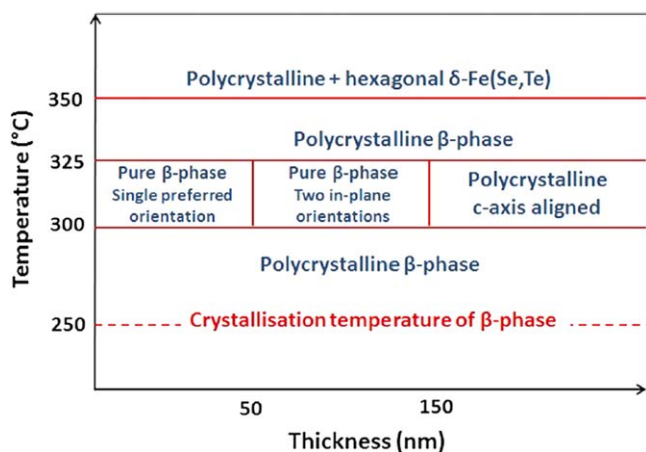 Polycrystalline + hexagonal δ-Fe(Se,Te)
350
Polycrystalline β-phase
325
Pure β-phase
Single preferred
orientation
Pure β-phase
Two in-plane
orientations
Polycrystalline
c-axis aligned
300
Polycrystalline β-phase
250
Crystallisation temperature of β-phase
Temperature (°C)
50
150
Thickness (nm)